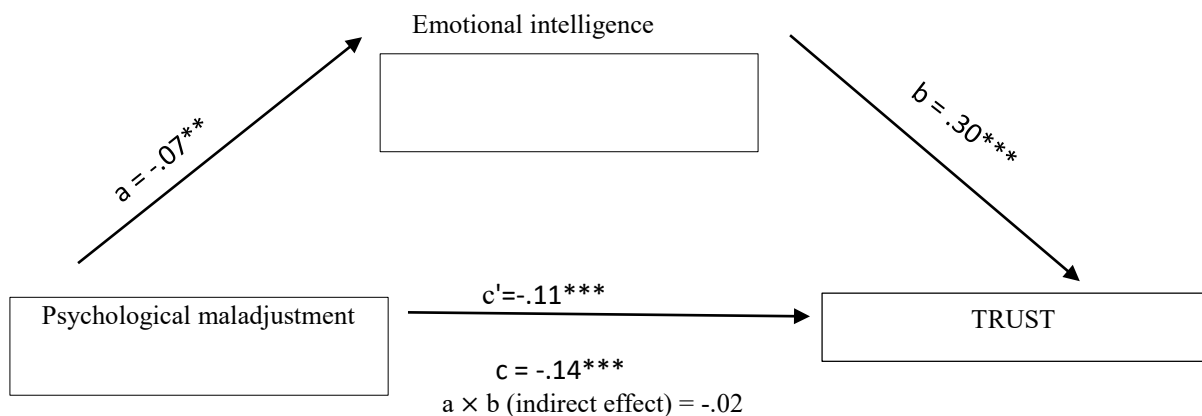 Emotional intelligence
a = -.07**
b = .30***
Psychological maladjustment
c'=-.11***
TRUST
c = -.14***
a × b (indirect effect) = -.02